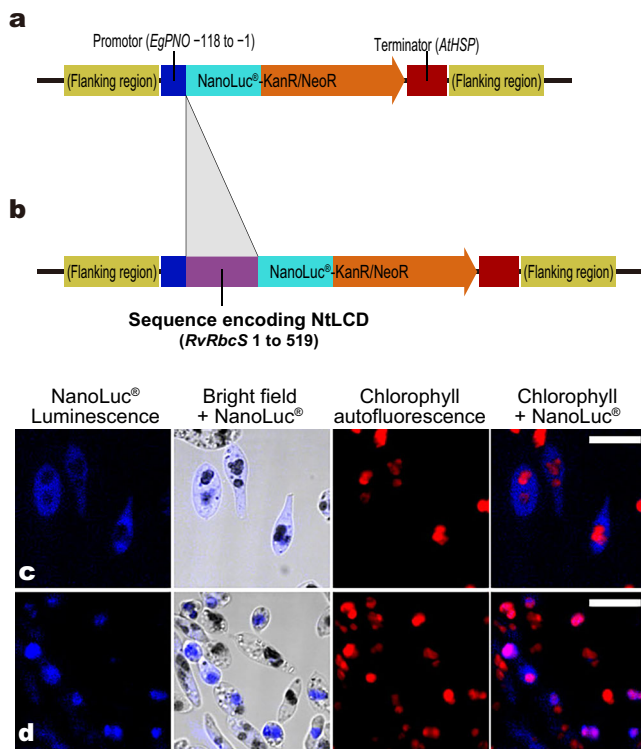 a
Promotor (EgPNO −118 to −1)
Terminator (AtHSP)
(Flanking region)
NanoLuc®-KanR/NeoR
(Flanking region)
b
(Flanking region)
NanoLuc®-KanR/NeoR
(Flanking region)
Sequence encoding NtLCD
(RvRbcS 1 to 519)
NanoLuc® Luminescence
Bright field + NanoLuc®
Chlorophyll autofluorescence
Chlorophyll + NanoLuc®
c
d